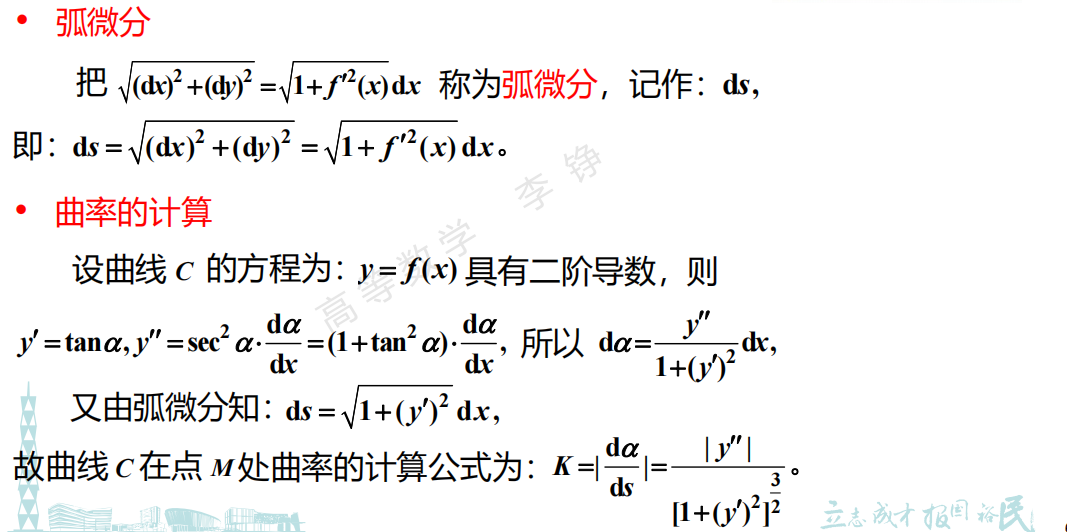 • 弧微分
把 √((dx)²+(dy)²) = √(1+f′²(x)) dx 称为弧微分，记作：ds,
即：ds = √((dx)² + (dy)²) = √(1 + f′²(x)) dx。
• 曲率的计算
设曲线 C 的方程为：y = f(x) 具有二阶导数，则
y′ = tanα, y″ = sec² α · dα/dx = (1+tan² α) · dα/dx, 所以 dα = y″/(1+(y′)²) dx,
又由弧微分知：ds = √(1+(y′)²) dx,
故曲线 C 在点 M 处曲率的计算公式为：K = |dα/ds| = |y″|/[1+(y′)²]^(3/2)。
高等数学 李铮
立志成才报国裕民